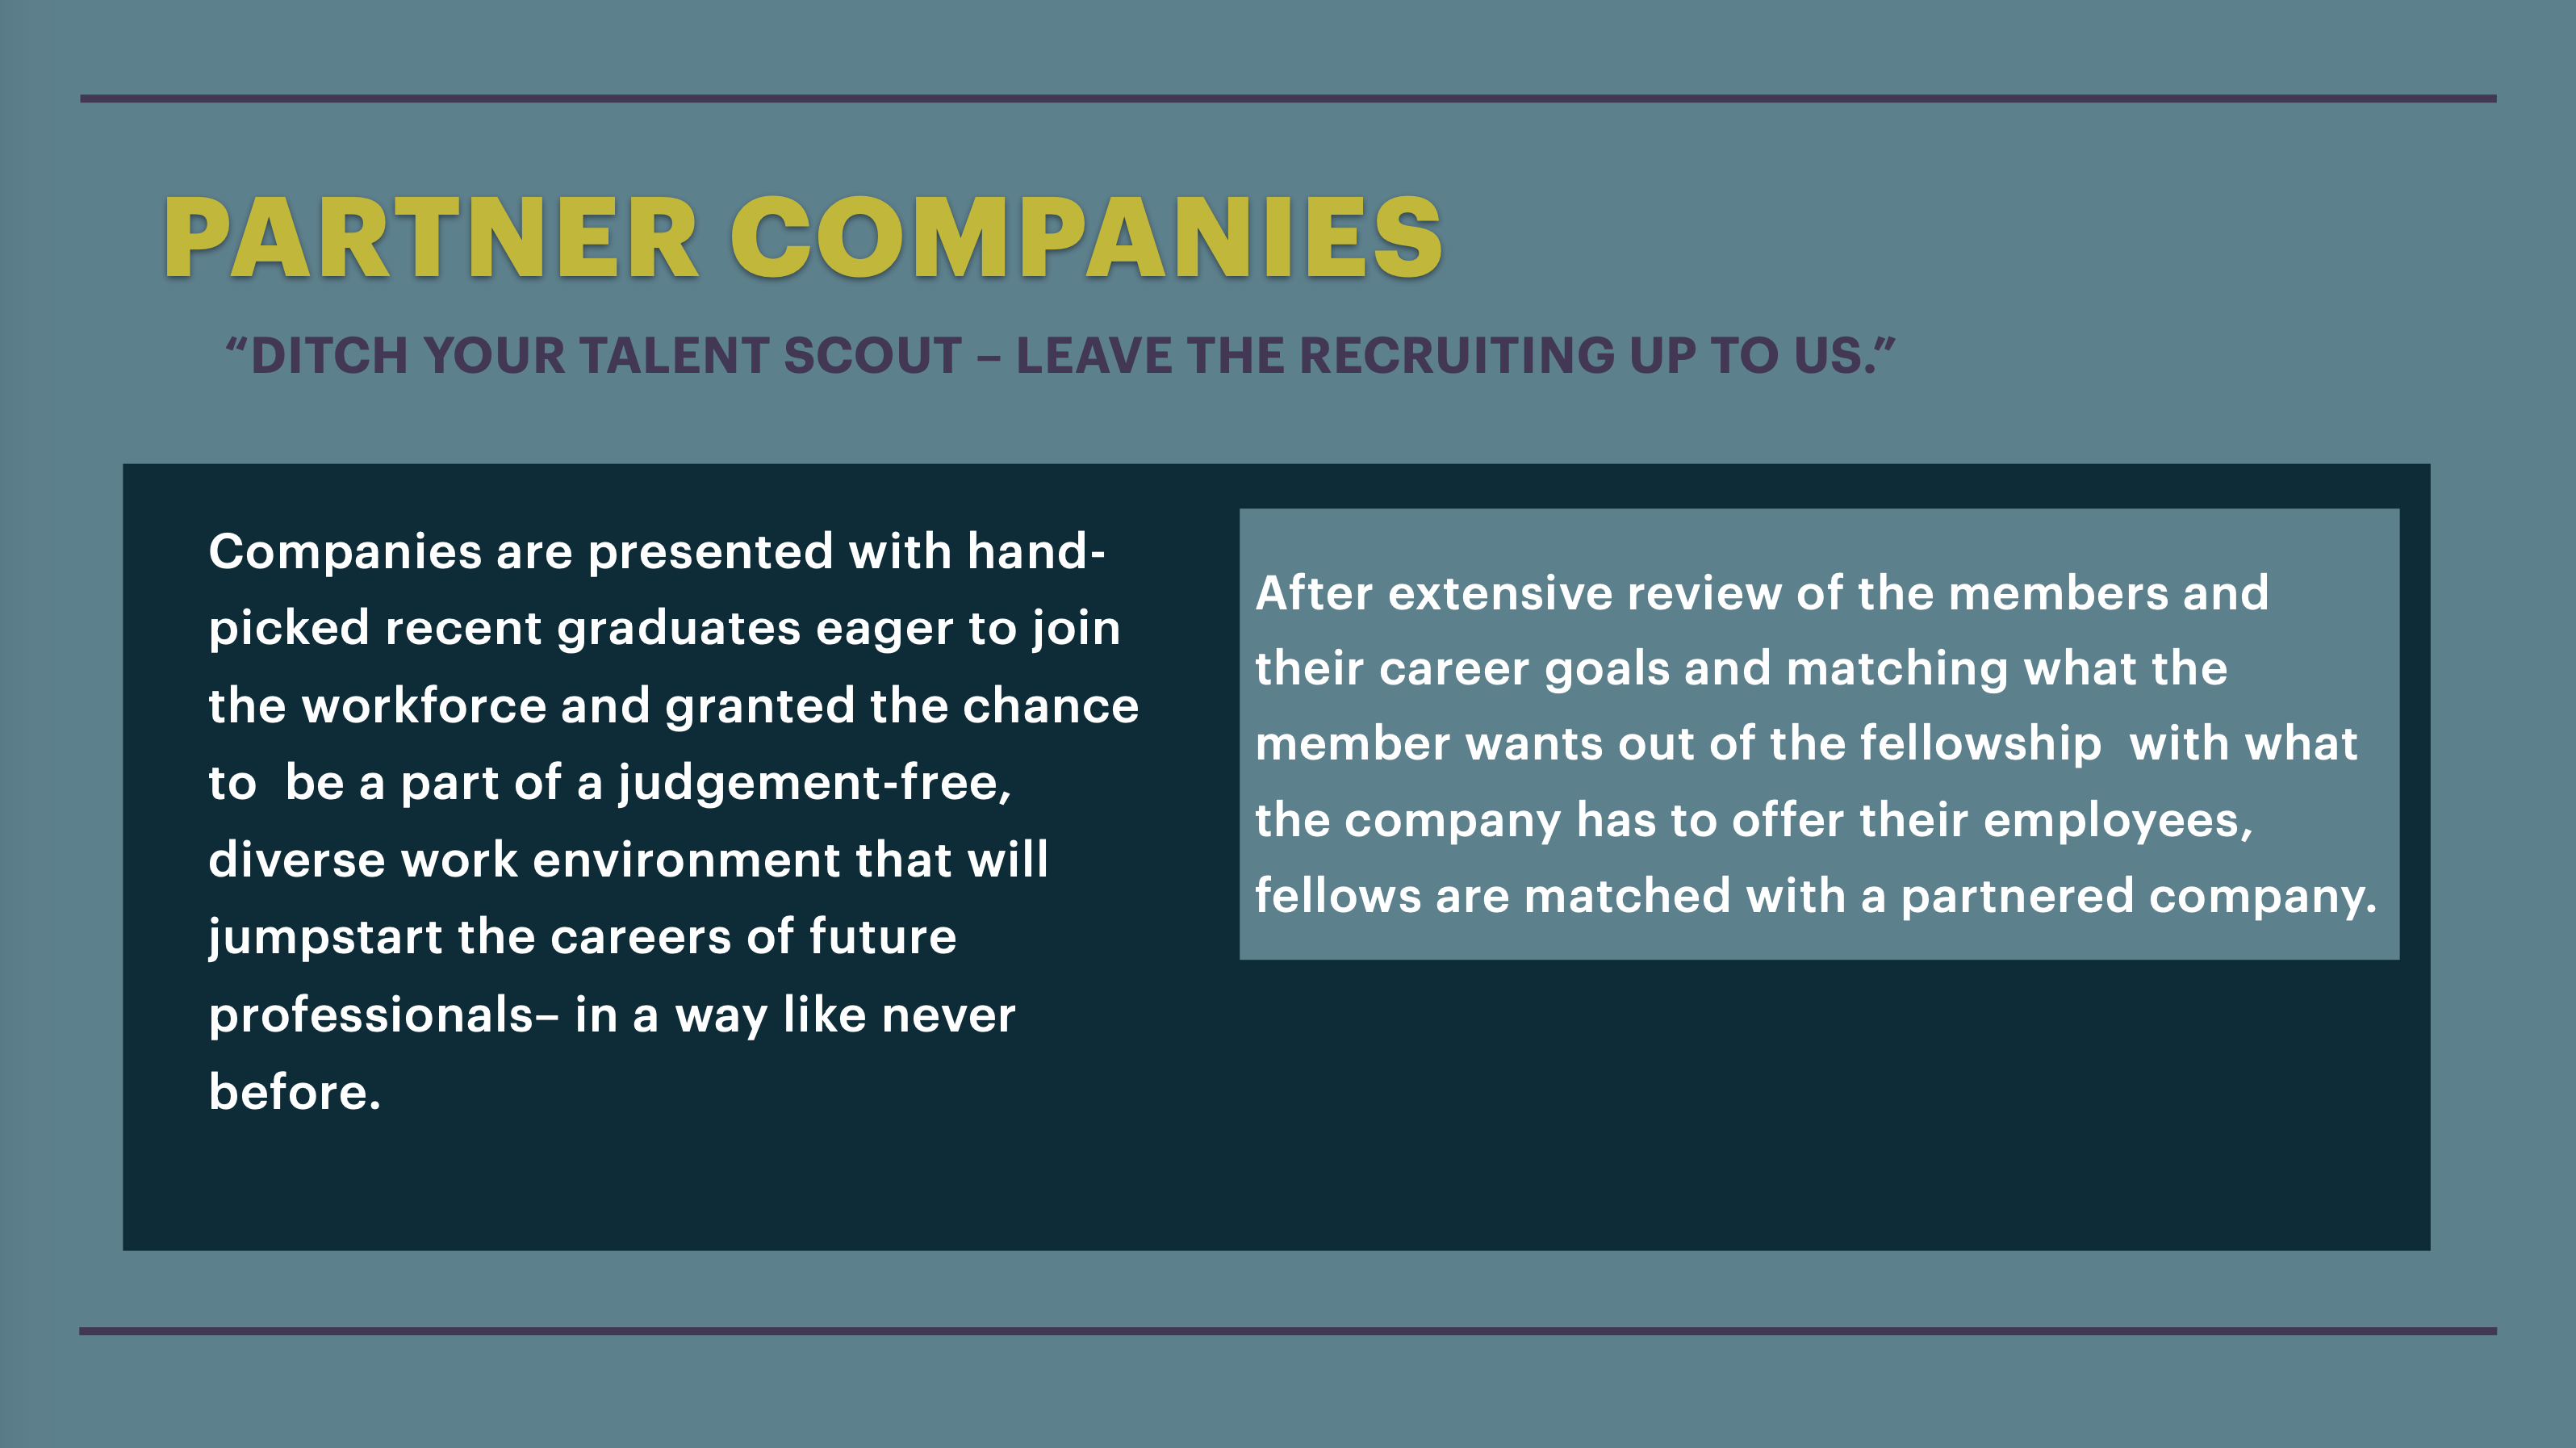 PARTNER COMPANIES
“DITCH YOUR TALENT SCOUT – LEAVE THE RECRUITING UP TO US.”
Companies are presented with hand-
picked recent graduates eager to join
the workforce and granted the chance
to  be a part of a judgement-free,
diverse work environment that will
jumpstart the careers of future
professionals– in a way like never
before.
After extensive review of the members and
their career goals and matching what the
member wants out of the fellowship  with what
the company has to offer their employees,
fellows are matched with a partnered company.